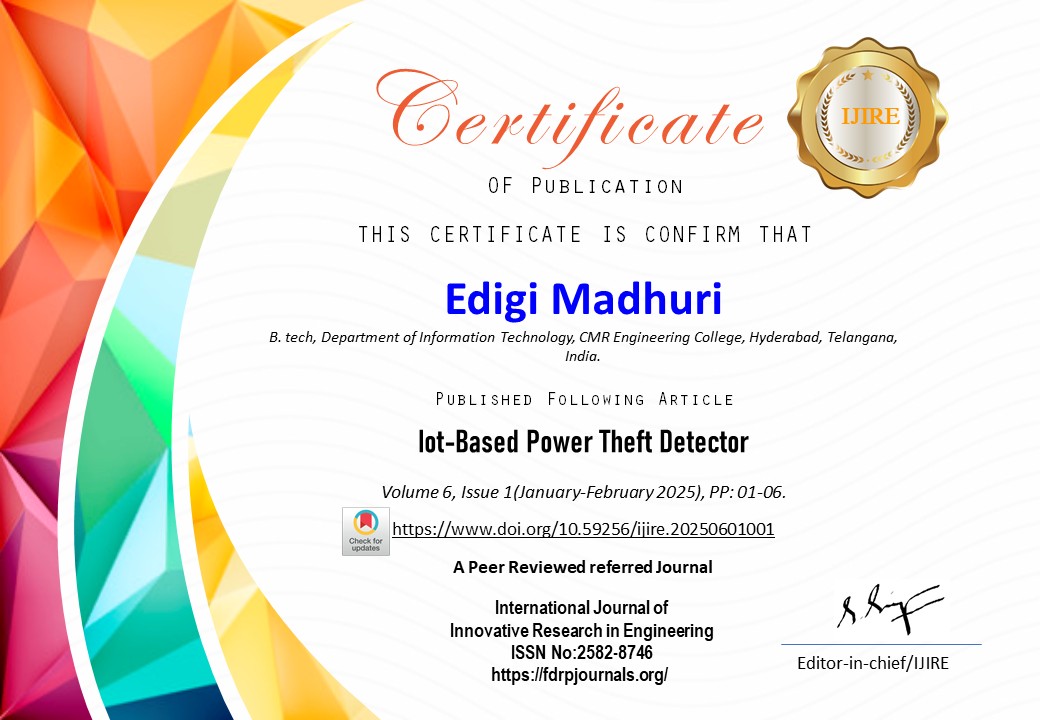 Certificate
IJIRE
OF PUBLICATION
THIS CERTIFICATE IS CONFIRM THAT
Edigi Madhuri
B. tech, Department of Information Technology, CMR Engineering College, Hyderabad, Telangana,
India.
PUBLISHED FOLLOWING ARTICLE
Iot-Based Power Theft Detector
Volume 6, Issue 1(January-February 2025), PP: 01-06.
Check for
updates
https://www.doi.org/10.59256/ijire.20250601001
A Peer Reviewed referred Journal
International Journal of
Innovative Research in Engineering
ISSN No:2582-8746
https://fdrpjournals.org/
Editor-in-chief/IJIRE